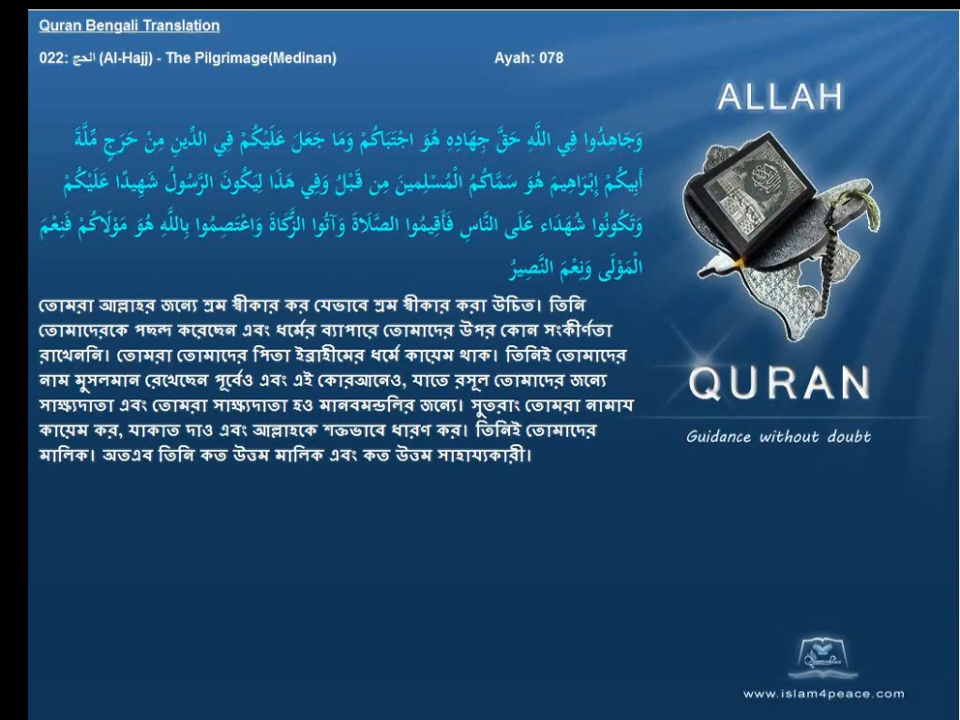 Quran Bengali Translation
022: الحج (Al-Hajj) - The Pilgrimage(Medinan) Ayah: 078
ALLAH
وَجَاهِدُوا فِي اللَّهِ حَقَّ جِهَادِهِ هُوَ اجْتَبَاكُمْ وَمَا جَعَلَ عَلَيْكُمْ فِي الدِّينِ مِنْ حَرَجٍ مِّلَّةَ
أَبِيكُمْ إِبْرَاهِيمَ هُوَ سَمَّاكُمُ الْمُسْلِمينَ مِن قَبْلُ وَفِي هَذَا لِيَكُونَ الرَّسُولُ شَهِيدًا عَلَيْكُمْ
وَتَكُونُوا شُهَدَاء عَلَى النَّاسِ فَأَقِيمُوا الصَّلَاةَ وَآتُوا الزَّكَاةَ وَاعْتَصِمُوا بِاللَّهِ هُوَ مَوْلَاكُمْ فَنِعْمَ
الْمَوْلَى وَنِعْمَ النَّصِيرُ
তোমরা আল্লাহর জন্যে শ্রম স্বীকার কর যেভাবে শ্রম স্বীকার করা উচিত। তিনি
তোমাদেরকে পছন্দ করেছেন এবং ধর্মের ব্যাপারে তোমাদের উপর কোন সংকীর্ণতা
রাখেননি। তোমরা তোমাদের পিতা ইব্রাহীমের ধর্মে কায়েম থাক। তিনিই তোমাদের
নাম মুসলমান রেখেছেন পূর্বেও এবং এই কোরআনেও, যাতে রসূল তোমাদের জন্যে
সাক্ষ্যদাতা এবং তোমরা সাক্ষ্যদাতা হও মানবমন্ডলির জন্যে। সুতরাং তোমরা নামায
কায়েম কর, যাকাত দাও এবং আল্লাহকে শক্তভাবে ধারণ কর। তিনিই তোমাদের
মালিক। অতএব তিনি কত উত্তম মালিক এবং কত উত্তম সাহায্যকারী।
QURAN
Guidance without doubt
www.islam4peace.com